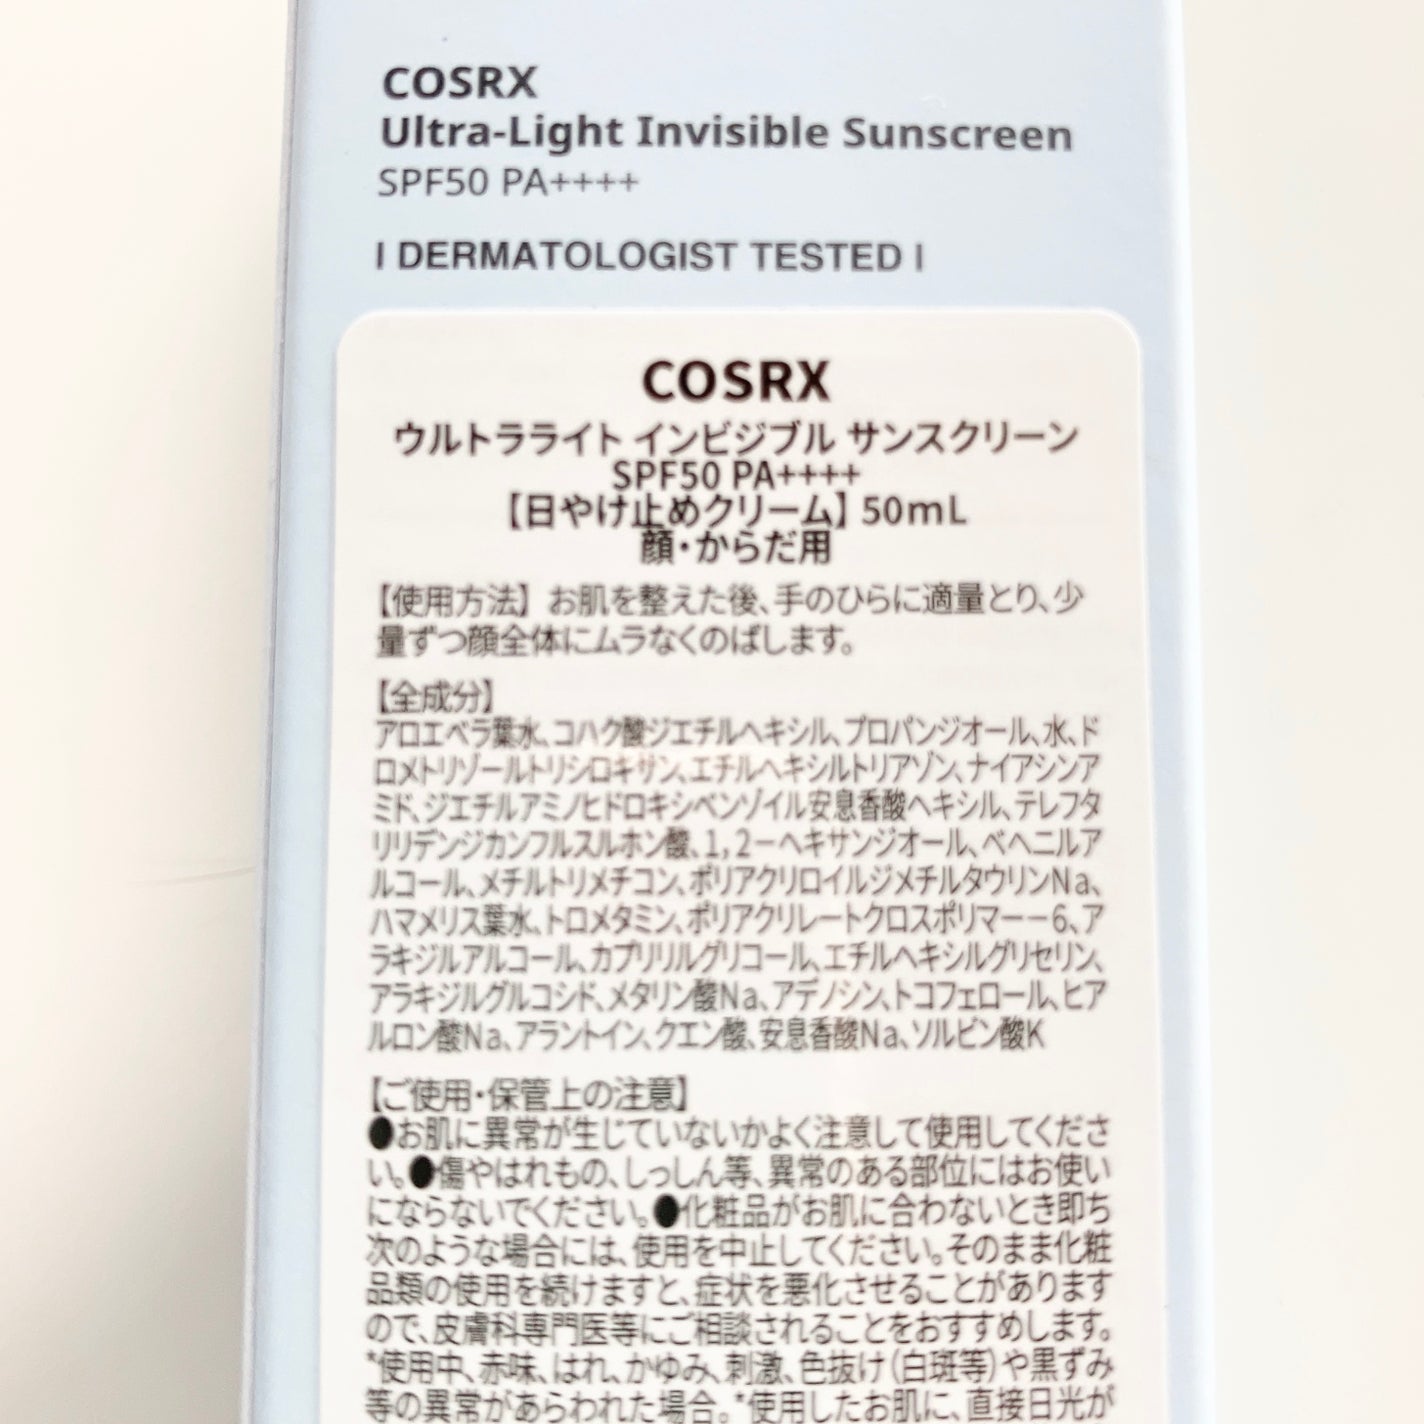 COSRX
Ultra-Light Invisible Sunscreen
SPF50 PA++++
I DERMATOLOGIST TESTED I
COSRX
ウルトラライト インビジブル サンスクリーン
SPF50 PA++++
【日やけ止めクリーム】 50mL
顔・からだ用
【使用方法】 お肌を整えた後、手のひらに適量とり、少
量ずつ顔全体にムラなくのばします。
【全成分】
アロエベラ葉水、コハク酸ジエチルヘキシル、プロパンジオール、水、ド
ロメトリゾールトリシロキサン、エチルヘキシルトリアゾン、ナイアシンア
ミド、ジエチルアミノヒドロキシベンゾイル安息香酸ヘキシル、テレフタ
リリデンジカンフルスルホン酸、1,2-ヘキサンジオール、ベヘニルア
ルコール、メチルトリメチコン、ポリアクリロイルジメチルタウリンNa、
ハマメリス葉水、トロメタミン、ポリアクリレートクロスポリマー-6、ア
ラキジルアルコール、カプリリルグリコール、エチルヘキシルグリセリン、
アラキジルグルコシド、メタリン酸Na、アデノシン、トコフェロール、ヒア
ルロン酸Na、アラントイン、クエン酸、安息香酸Na、ソルビン酸K
【ご使用・保管上の注意】
●お肌に異常が生じていないかよく注意して使用してくださ
い。●傷やはれもの、しっしん等、異常のある部位にはお使い
にならないでください。●化粧品がお肌に合わないとき即ち
次のような場合には、使用を中止してください。そのまま化粧
品類の使用を続けますと、症状を悪化させることがあります
ので、皮膚科専門医等にご相談されることをおすすめします。
*使用中、赤味、はれ、かゆみ、刺激、色抜け(白斑等)や黒ずみ
等の異常があらわれた場合。*使用したお肌に、直接日光が